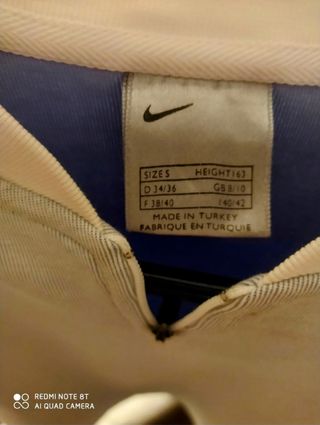 SIZE S HEIGHT 163
D 34/36 GB 8/10
F 38/40 I 40/42
MADE IN TURKEY
FABRIQUE EN TURQUIE
REDMI NOTE 8T
AI QUAD CAMERA